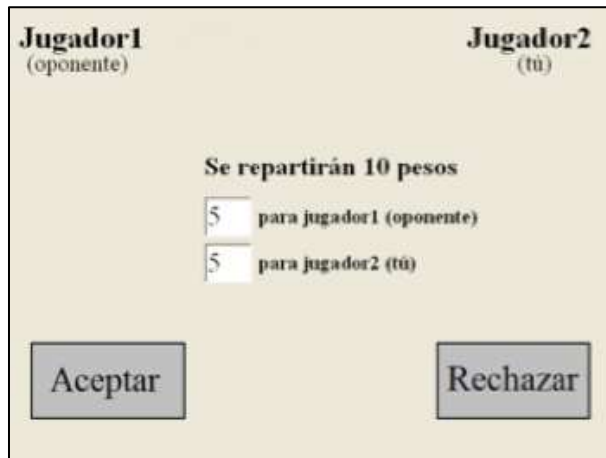 Jugador1
(oponente)
Jugador2
(tú)
Se repartirán 10 pesos
5 para jugador1 (oponente)
5 para jugador2 (tú)
Aceptar
Rechazar